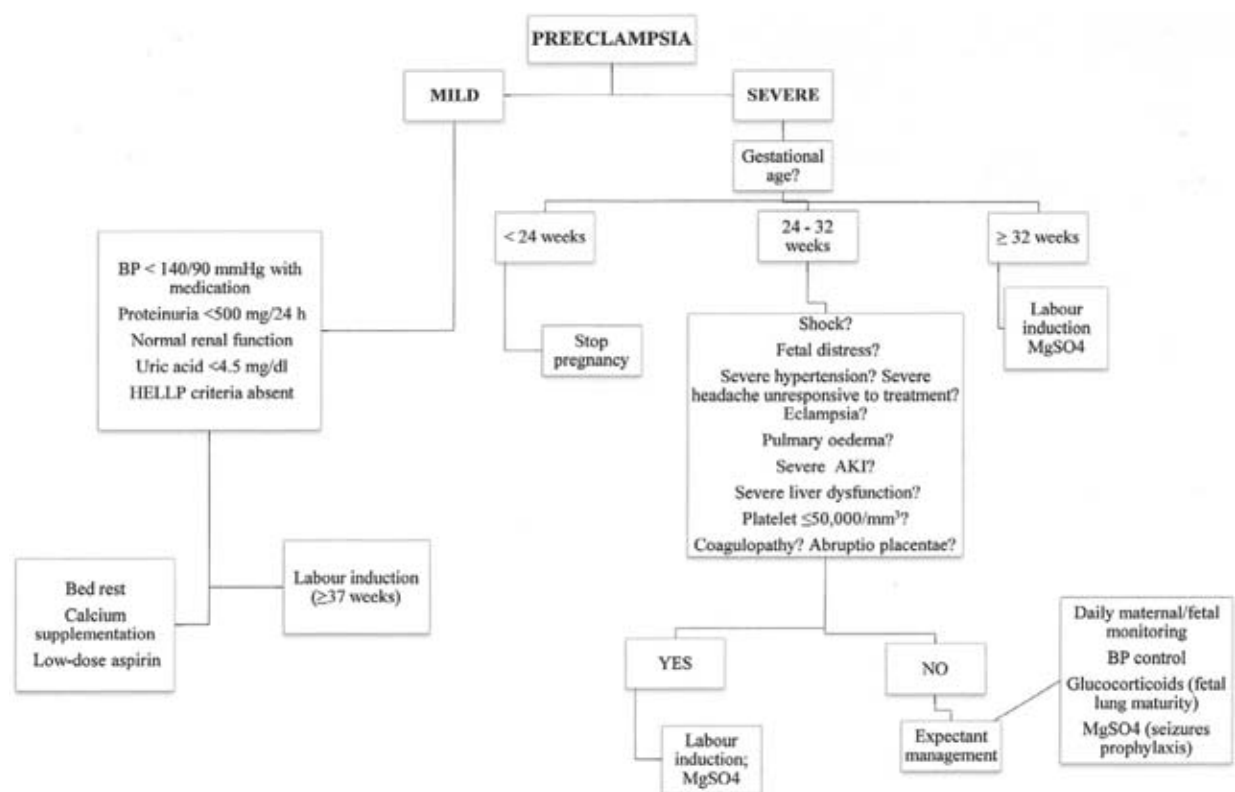 PREECLAMPSIA
MILD
SEVERE
Gestational
age?
< 24 weeks
24 - 32
weeks
≥ 32 weeks
BP < 140/90 mmHg with
medication
Proteinuria <500 mg/24 h
Normal renal function
Uric acid <4.5 mg/dl
HELLP criteria absent
Stop
pregnancy
Labour
induction
MgSO4
Shock?
Fetal distress?
Severe hypertension? Severe
headache unresponsive to treatment?
Eclampsia?
Pulmary oedema?
Severe AKI?
Severe liver dysfunction?
Platelet ≤50,000/mm³?
Coagulopathy? Abruptio placentae?
Bed rest
Calcium
supplementation
Low-dose aspirin
Labour induction
(≥37 weeks)
YES
NO
Labour
induction;
MgSO4
Expectant
management
Daily maternal/fetal
monitoring
BP control
Glucocorticoids (fetal
lung maturity)
MgSO4 (seizures
prophylaxis)